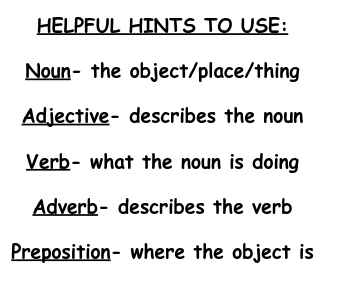 HELPFUL HINTS TO USE:
Noun- the object/place/thing
Adjective- describes the noun
Verb- what the noun is doing
Adverb- describes the verb
Preposition- where the object is